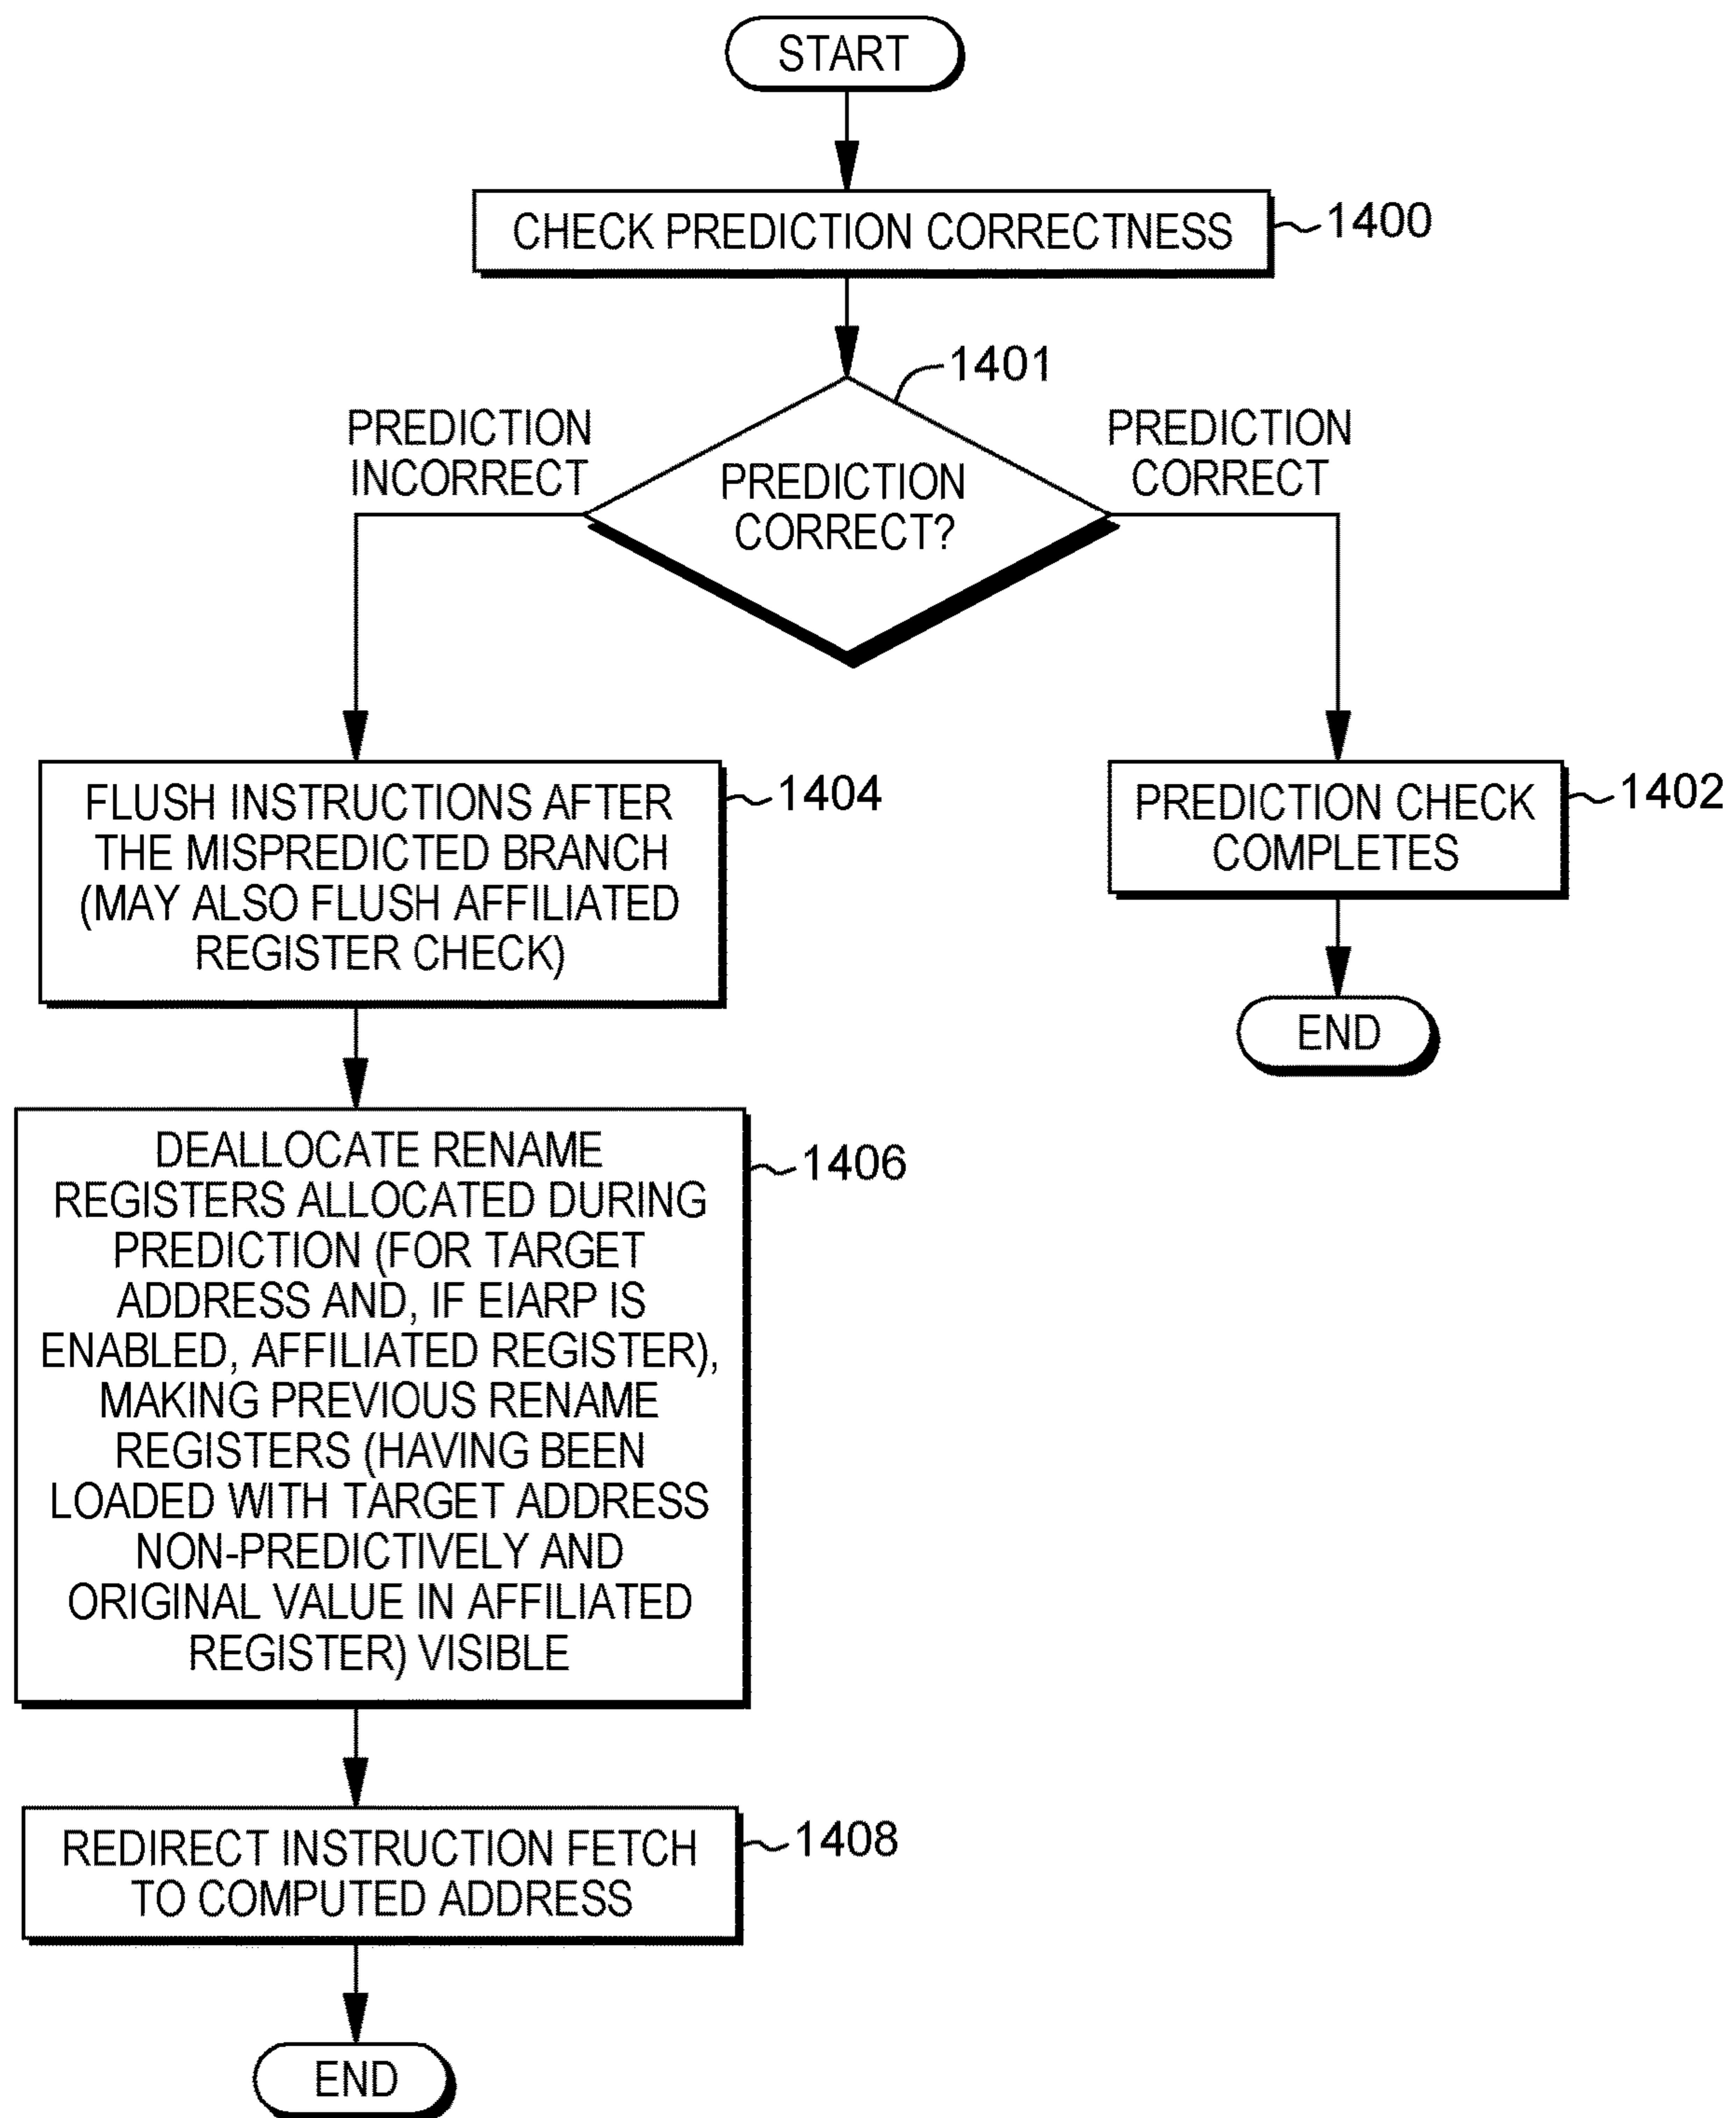 START
CHECK PREDICTION CORRECTNESS
1400
1401
PREDICTION
INCORRECT
PREDICTION
CORRECT?
PREDICTION
CORRECT
FLUSH INSTRUCTIONS AFTER
THE MISPREDICTED BRANCH
(MAY ALSO FLUSH AFFILIATED
REGISTER CHECK)
1404
PREDICTION CHECK
COMPLETES
1402
END
DEALLOCATE RENAME
REGISTERS ALLOCATED DURING
PREDICTION (FOR TARGET
ADDRESS AND, IF EIARP IS
ENABLED, AFFILIATED REGISTER),
MAKING PREVIOUS RENAME
REGISTERS (HAVING BEEN
LOADED WITH TARGET ADDRESS
NON-PREDICTIVELY AND
ORIGINAL VALUE IN AFFILIATED
REGISTER) VISIBLE
1406
REDIRECT INSTRUCTION FETCH
TO COMPUTED ADDRESS
1408
END